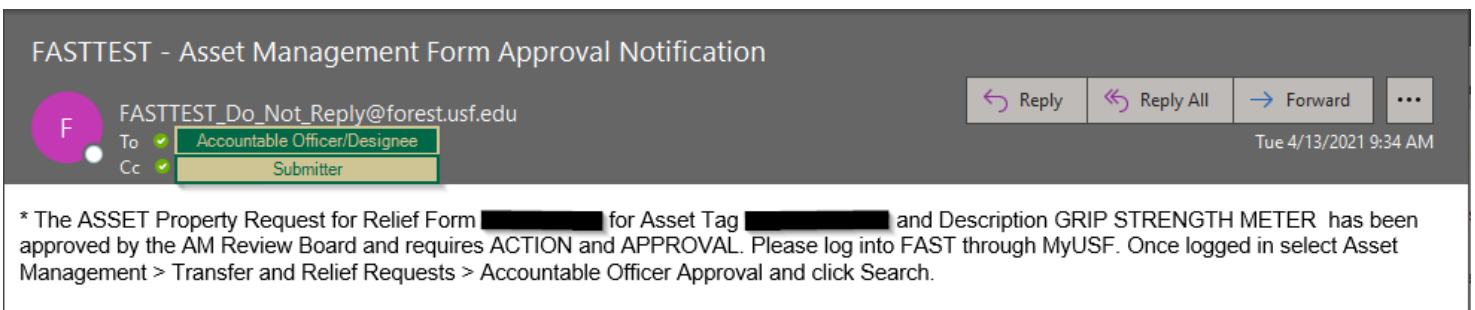 FASTTEST - Asset Management Form Approval Notification
Reply
Reply All
Forward
F
FASTTEST_Do_Not_Reply@forest.usf.edu
To Accountable Officer/Designee
Tue 4/13/2021 9:34 AM
Cc Submitter
* The ASSET Property Request for Relief Form for Asset Tag and Description GRIP STRENGTH METER has been
approved by the AM Review Board and requires ACTION and APPROVAL. Please log into FAST through MyUSF. Once logged in select Asset
Management > Transfer and Relief Requests > Accountable Officer Approval and click Search.